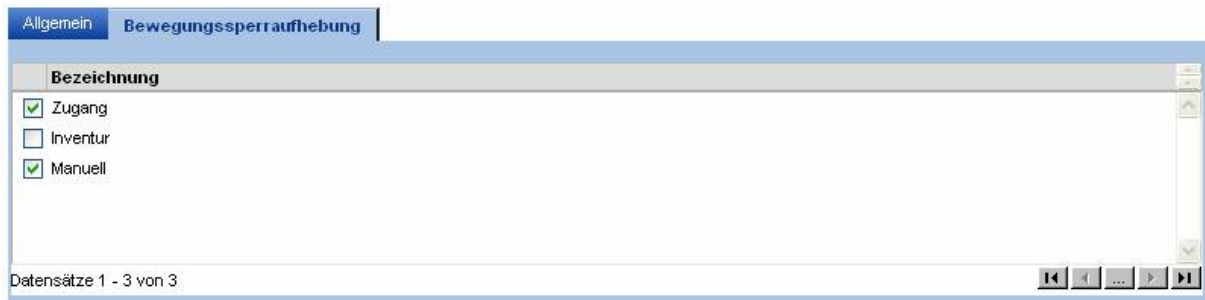 Allgemein Bewegungssperraufhebung
Bezeichnung
Zugang
Inventur
Manuell
Datensätze 1 - 3 von 3 ...